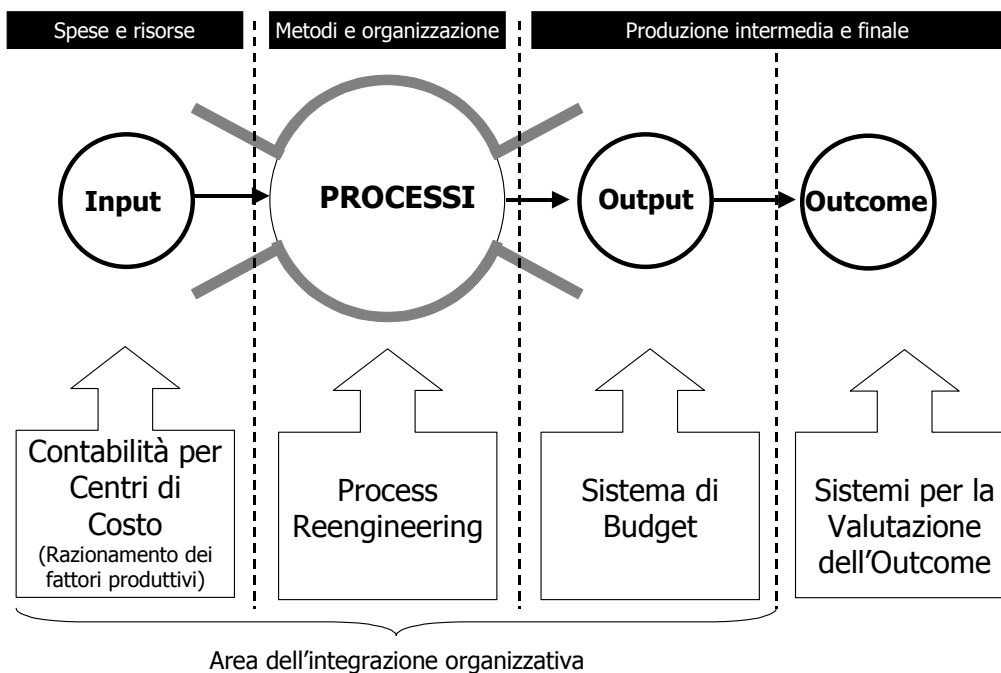 Spese e risorse
Metodi e organizzazione
Produzione intermedia e finale
Input
PROCESSI
Output
Outcome
Contabilità per
Centri di
Costo
(Razionamento dei
fattori produttivi)
Process
Reengineering
Sistema di
Budget
Sistemi per la
Valutazione
dell’Outcome
Area dell’integrazione organizzativa